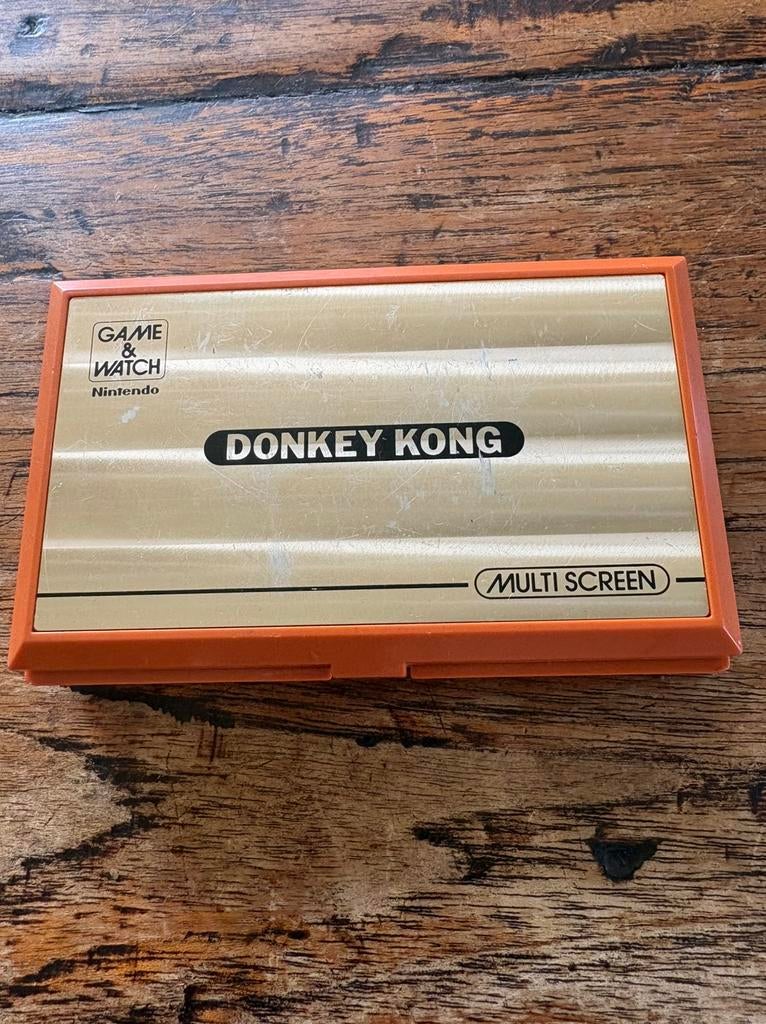 GAME
&
WATCH
Nintendo
DONKEY KONG
MULTI SCREEN